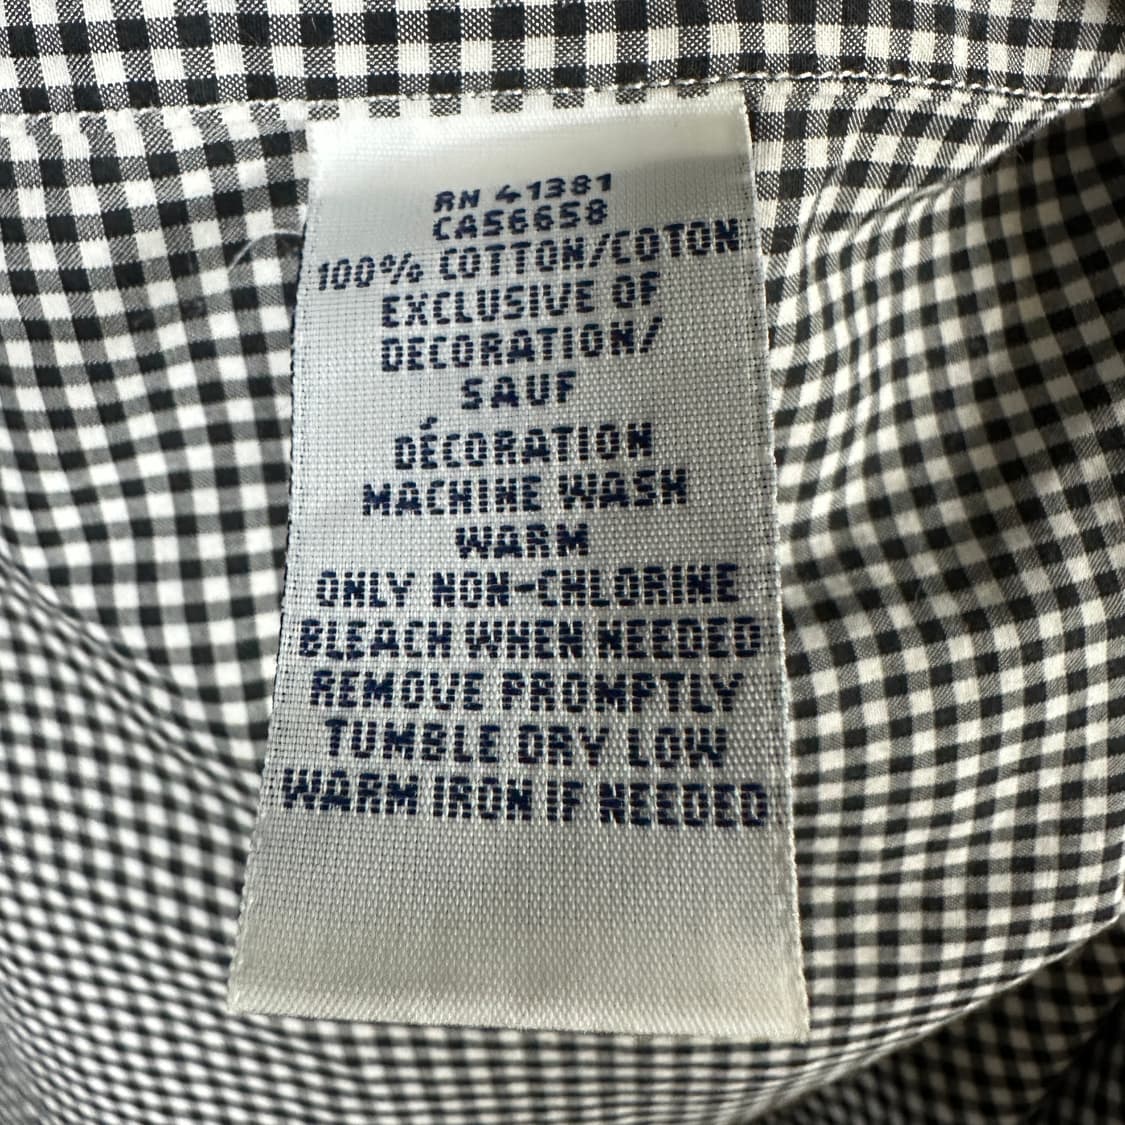 RN 41381
CA56658
100% COTTON/COTON
EXCLUSIVE OF
DECORATION/
SAUF
DÉCORATION
MACHINE WASH
WARM
ONLY NON-CHLORINE
BLEACH WHEN NEEDED
REMOVE PROMPTLY
TUMBLE DRY LOW
WARM IRON IF NEEDED